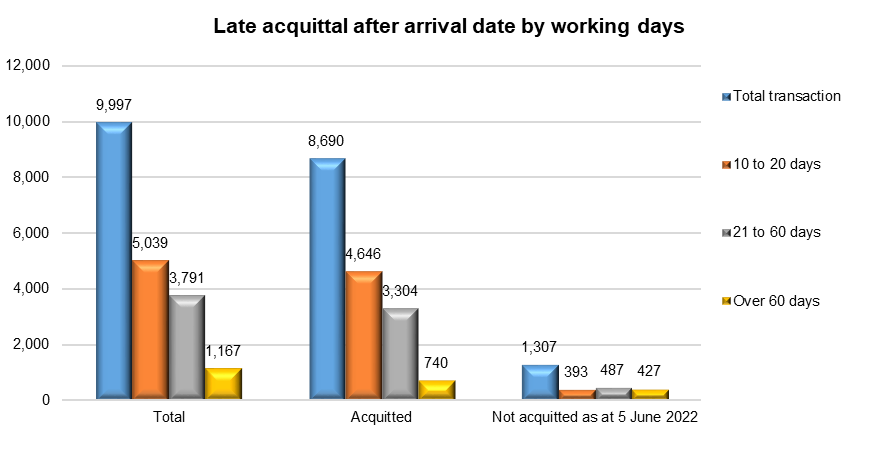 Late acquittal after arrival date by working days
12,000
10,000
8,000
6,000
4,000
2,000
0
9,997
5,039
3,791
1,167
8,690
4,646
3,304
740
1,307
393
487
427
Total
Acquitted
Not acquitted as at 5 June 2022
Total transaction
10 to 20 days
21 to 60 days
Over 60 days